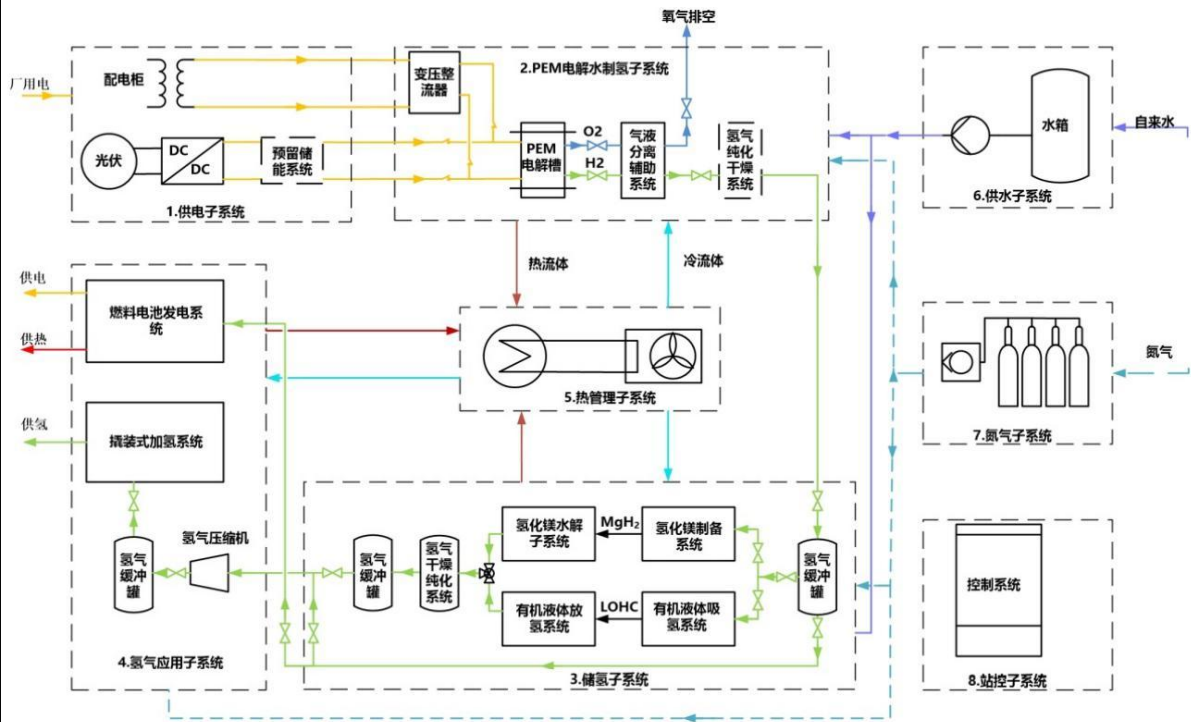 氧气排空
厂用电
配电柜
变压整
流器
2.PEM电解水制氢子系统
光伏
DC
DC
预留储
能系统
1.供电子系统
PEM
电解槽
O2
H2
气液
分离
辅助
系统
氢气
纯化
干燥
系统
水箱
自来水
6.供水子系统
热流体
冷流体
供电
供热
供氢
燃料电池发电系
统
撬装式加氢系统
氢气压缩机
氢气
缓冲
罐
4.氢气应用子系统
5.热管理子系统
氮气
7.氮气子系统
氢气
缓冲
罐
氢气
干燥
纯化
系统
氢化镁水解
子系统
MgH₂
氢化镁制备
系统
有机液体放
氢系统
LOHC
有机液体吸
氢系统
氢气
缓冲
罐
3.储氢子系统
控制系统
8.站控子系统